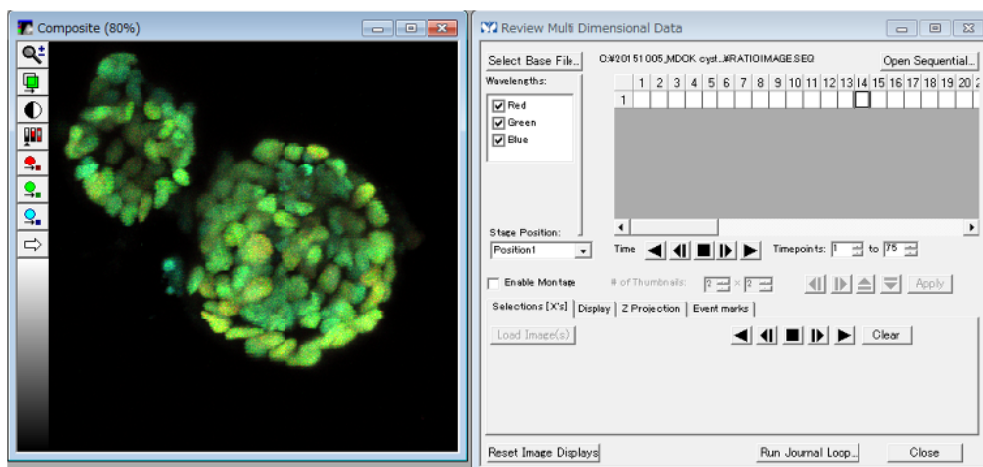 Composite (80%)
Review Multi Dimensional Data
Select Base File...
O:¥20151005_MDCK cyst...¥RATIOIMAGE.SEQ
Open Sequential...
Wavelengths:
1 2 3 4 5 6 7 8 9 10 11 12 13 14 15 16 17 18 19 20
1
Red
Green
Blue
Stage Position:
Position1
Time
Timepoints: 1 to 75
Enable Montage
# of Thumbnails: 2 × 2
Apply
Selections [X's]
Display
Z Projection
Event marks
Load Image(s)
Clear
Reset Image Displays
Run Journal Loop...
Close